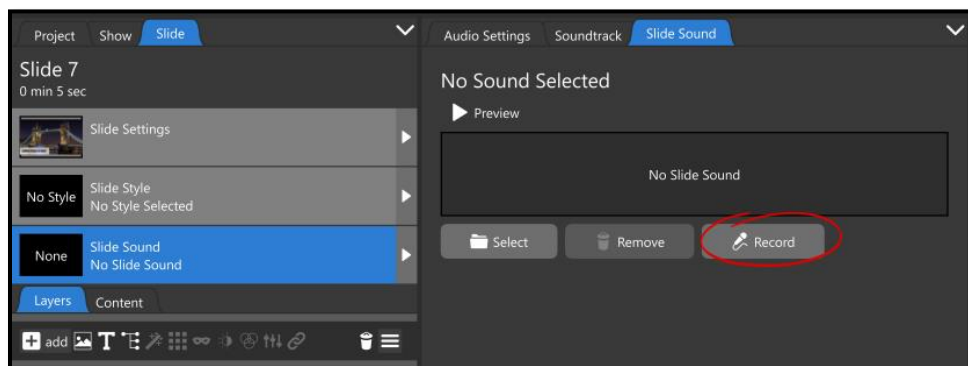 Project Show Slide
Slide 7
0 min 5 sec
Slide Settings
No Style
Slide Style
No Style Selected
None
Slide Sound
No Slide Sound
Layers Content
add
Audio Settings Soundtrack Slide Sound
No Sound Selected
Preview
No Slide Sound
Select Remove Record